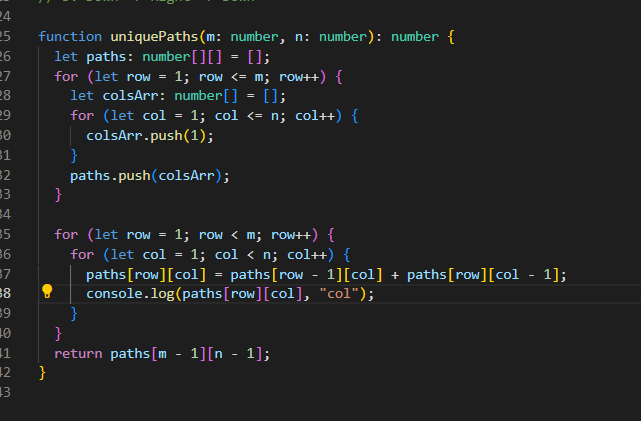 24
25 function uniquePaths(m: number, n: number): number {
26   let paths: number[][] = [];
27   for (let row = 1; row <= m; row++) {
28     let colsArr: number[] = [];
29     for (let col = 1; col <= n; col++) {
30       colsArr.push(1);
31     }
32     paths.push(colsArr);
33   }
34
35   for (let row = 1; row < m; row++) {
36     for (let col = 1; col < n; col++) {
37       paths[row][col] = paths[row - 1][col] + paths[row][col - 1];
38       console.log(paths[row][col], "col");
39     }
40   }
41   return paths[m - 1][n - 1];
42 }
43